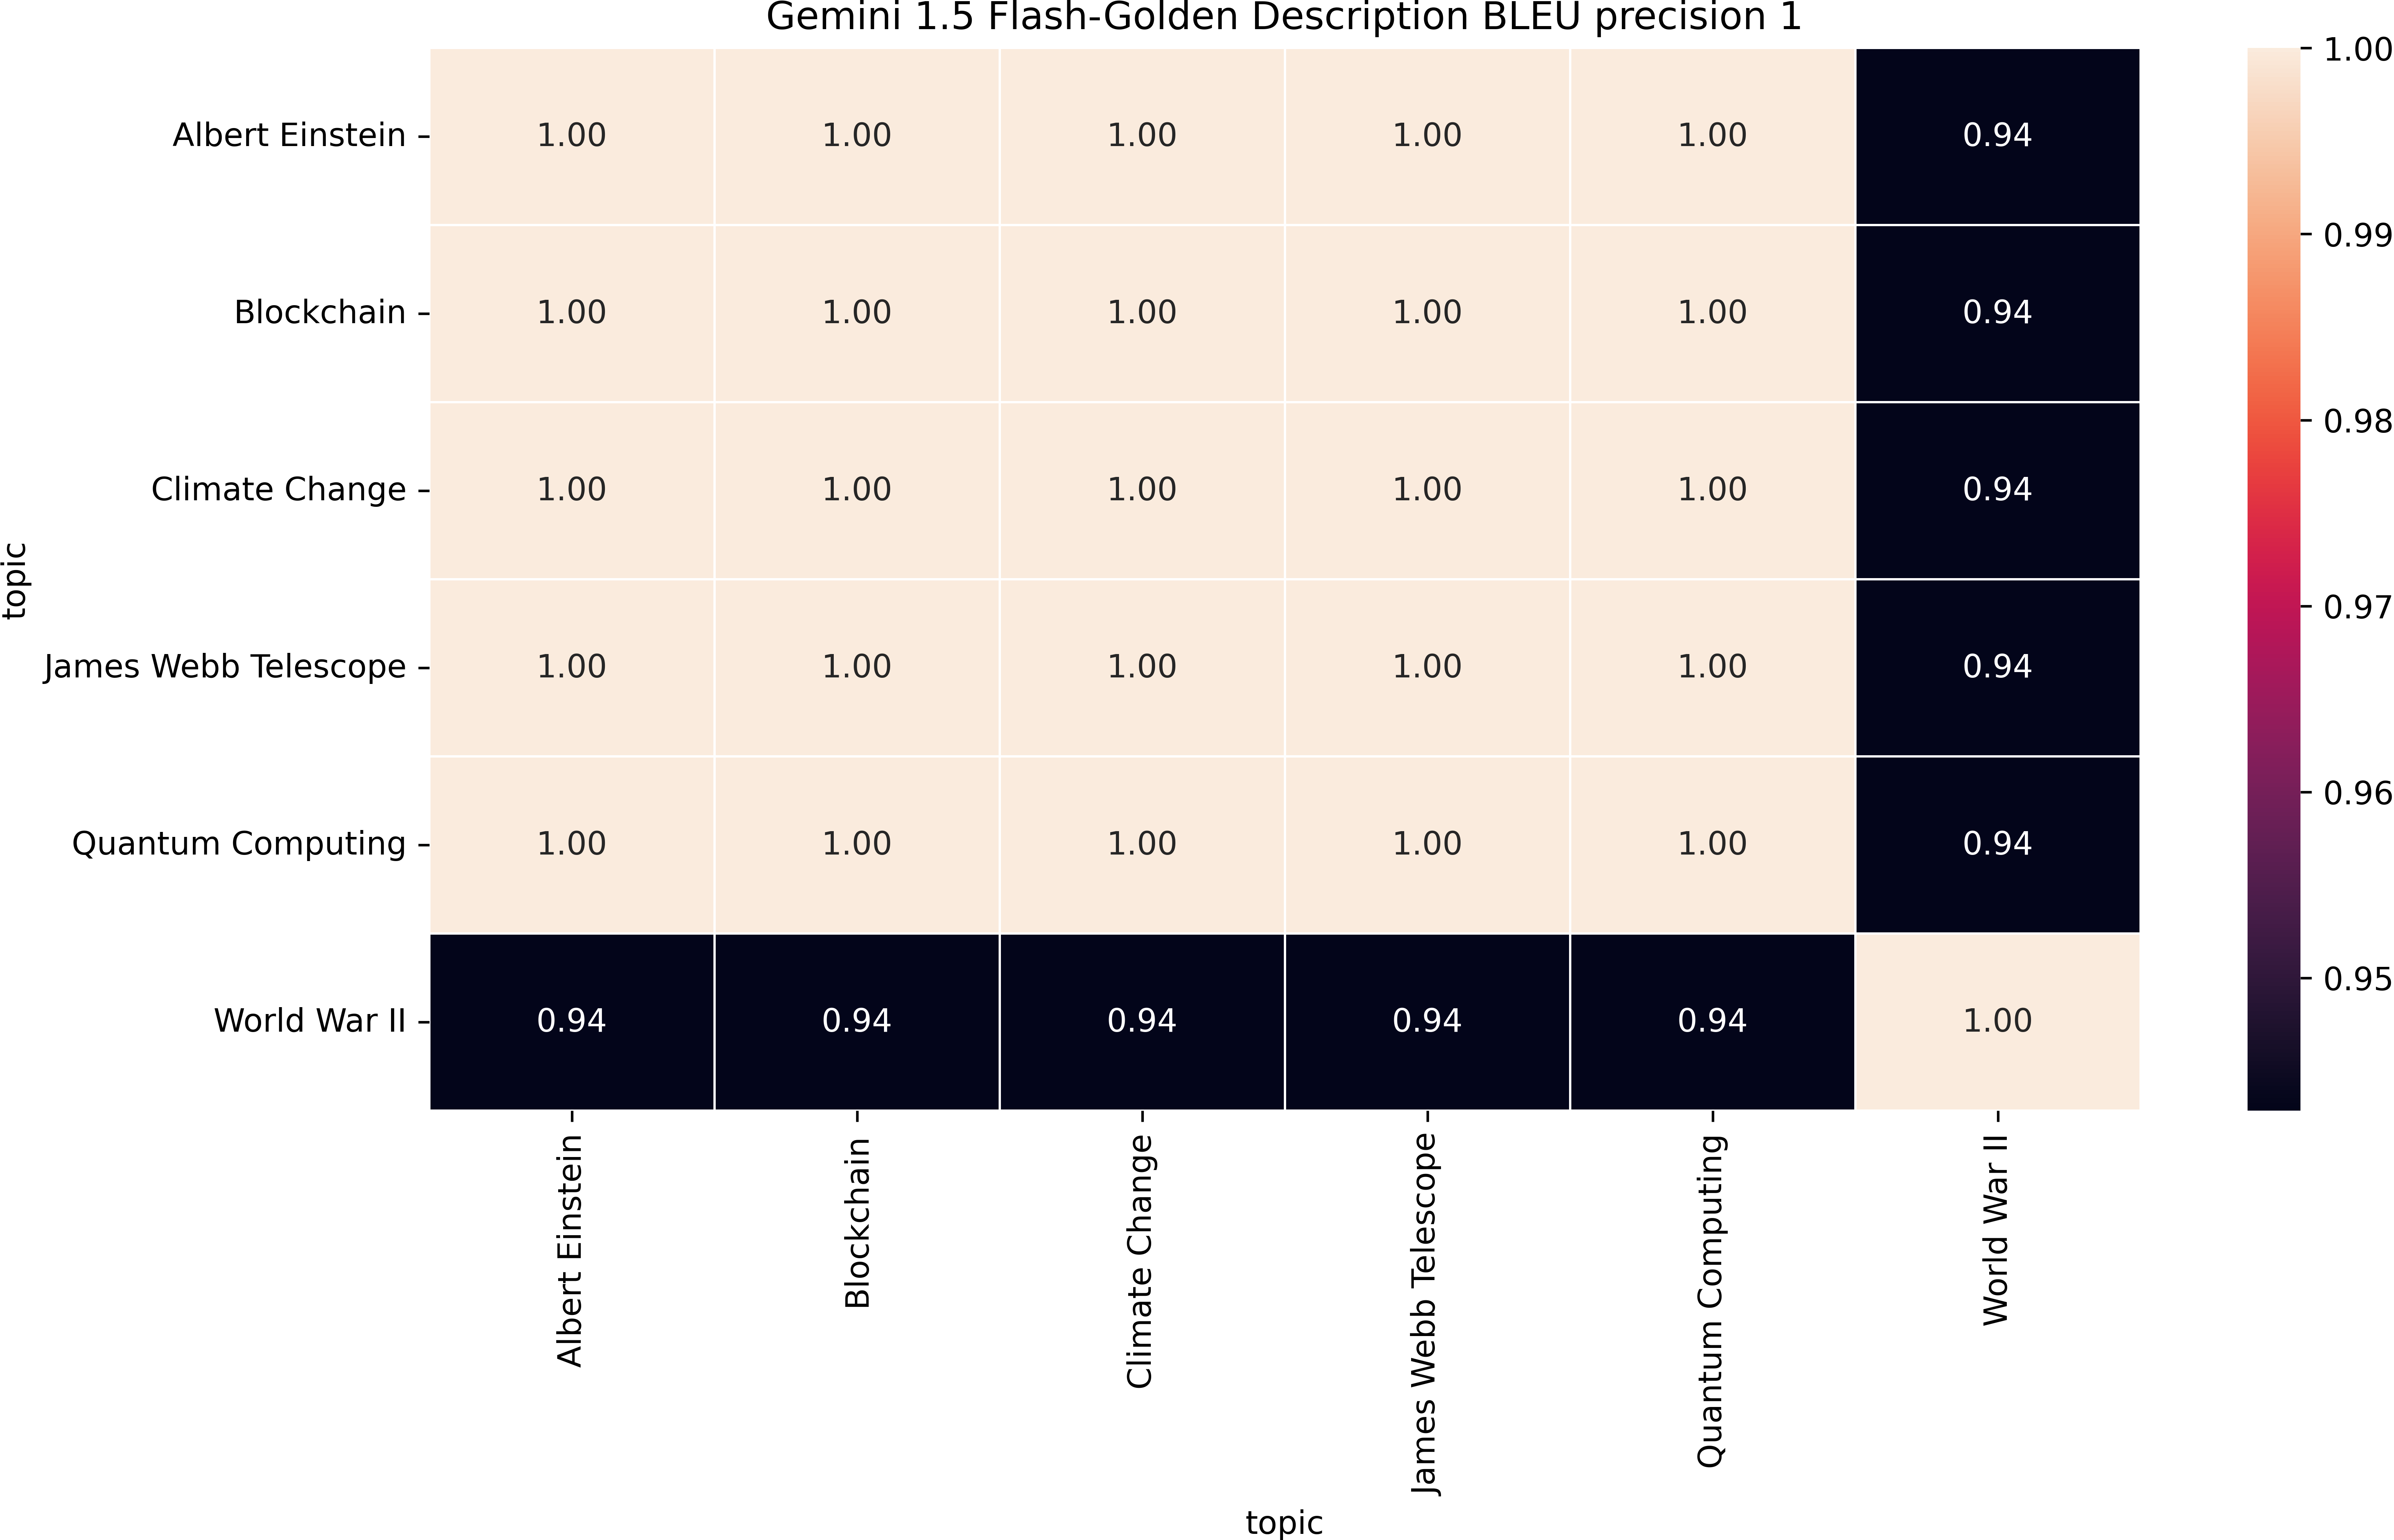 Gemini 1.5 Flash-Golden Description BLEU precision 1
topic
Albert Einstein 1.00 1.00 1.00 1.00 1.00 0.94
Blockchain 1.00 1.00 1.00 1.00 1.00 0.94
Climate Change 1.00 1.00 1.00 1.00 1.00 0.94
James Webb Telescope 1.00 1.00 1.00 1.00 1.00 0.94
Quantum Computing 1.00 1.00 1.00 1.00 1.00 0.94
World War II 0.94 0.94 0.94 0.94 0.94 1.00
Albert Einstein
Blockchain
Climate Change
James Webb Telescope
Quantum Computing
World War II
topic
1.00
0.99
0.98
0.97
0.96
0.95